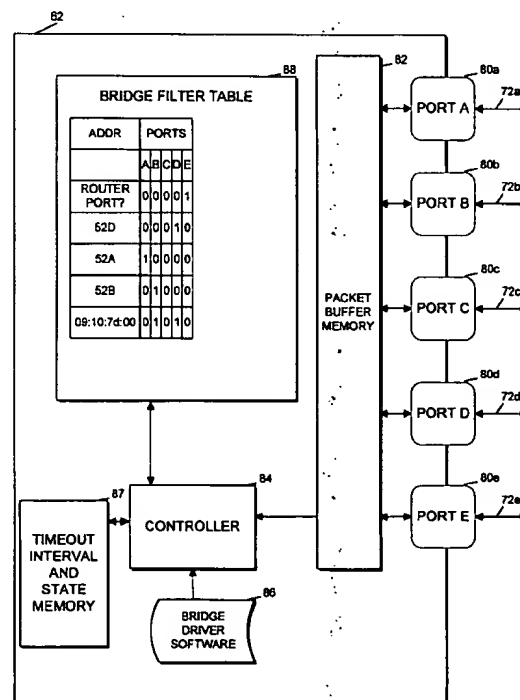 82
88
BRIDGE FILTER TABLE
ADDR PORTS
A B C D E
ROUTER
PORT? 0 0 0 0 1
52D 0 0 0 1 0
52A 1 0 0 0 0
52B 0 1 0 0 0
09:10:7d:00 0 1 0 1 0
82
PACKET
BUFFER
MEMORY
80a
PORT A
72a
80b
PORT B
72b
80c
PORT C
72c
80d
PORT D
72d
80e
PORT E
72e
87
TIMEOUT
INTERVAL
AND
STATE
MEMORY
84
CONTROLLER
86
BRIDGE
DRIVER
SOFTWARE